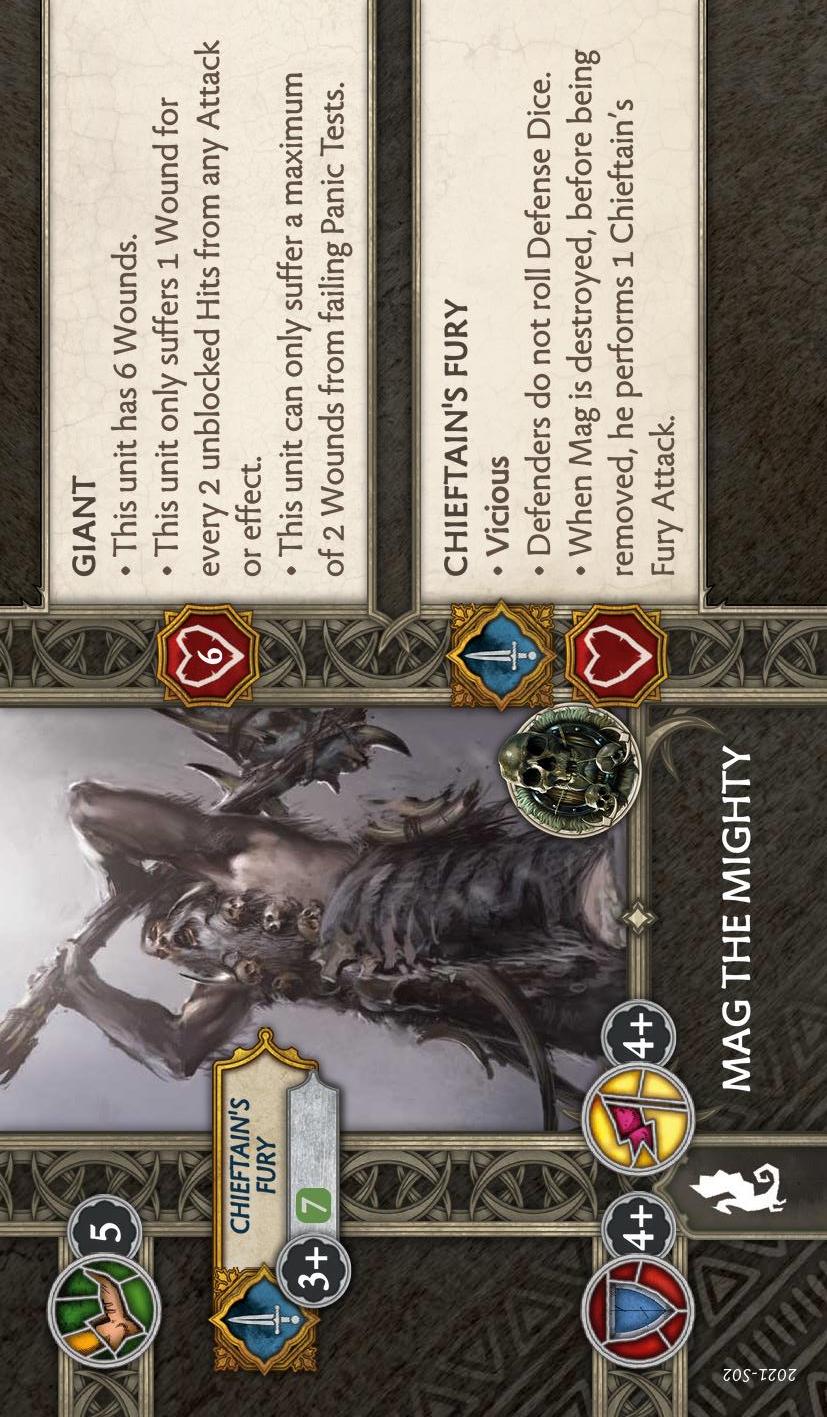 5
CHIEFTAIN'S
FURY
3+
7
4+
4+
MAG THE MIGHTY
2021-S02
6
GIANT
• This unit has 6 Wounds.
• This unit only suffers 1 Wound for
every 2 unblocked Hits from any Attack
or effect.
• This unit can only suffer a maximum
of 2 Wounds from failing Panic Tests.
CHIEFTAIN'S FURY
• Vicious
• Defenders do not roll Defense Dice.
• When Mag is destroyed, before being
removed, he performs 1 Chieftain's
Fury Attack.